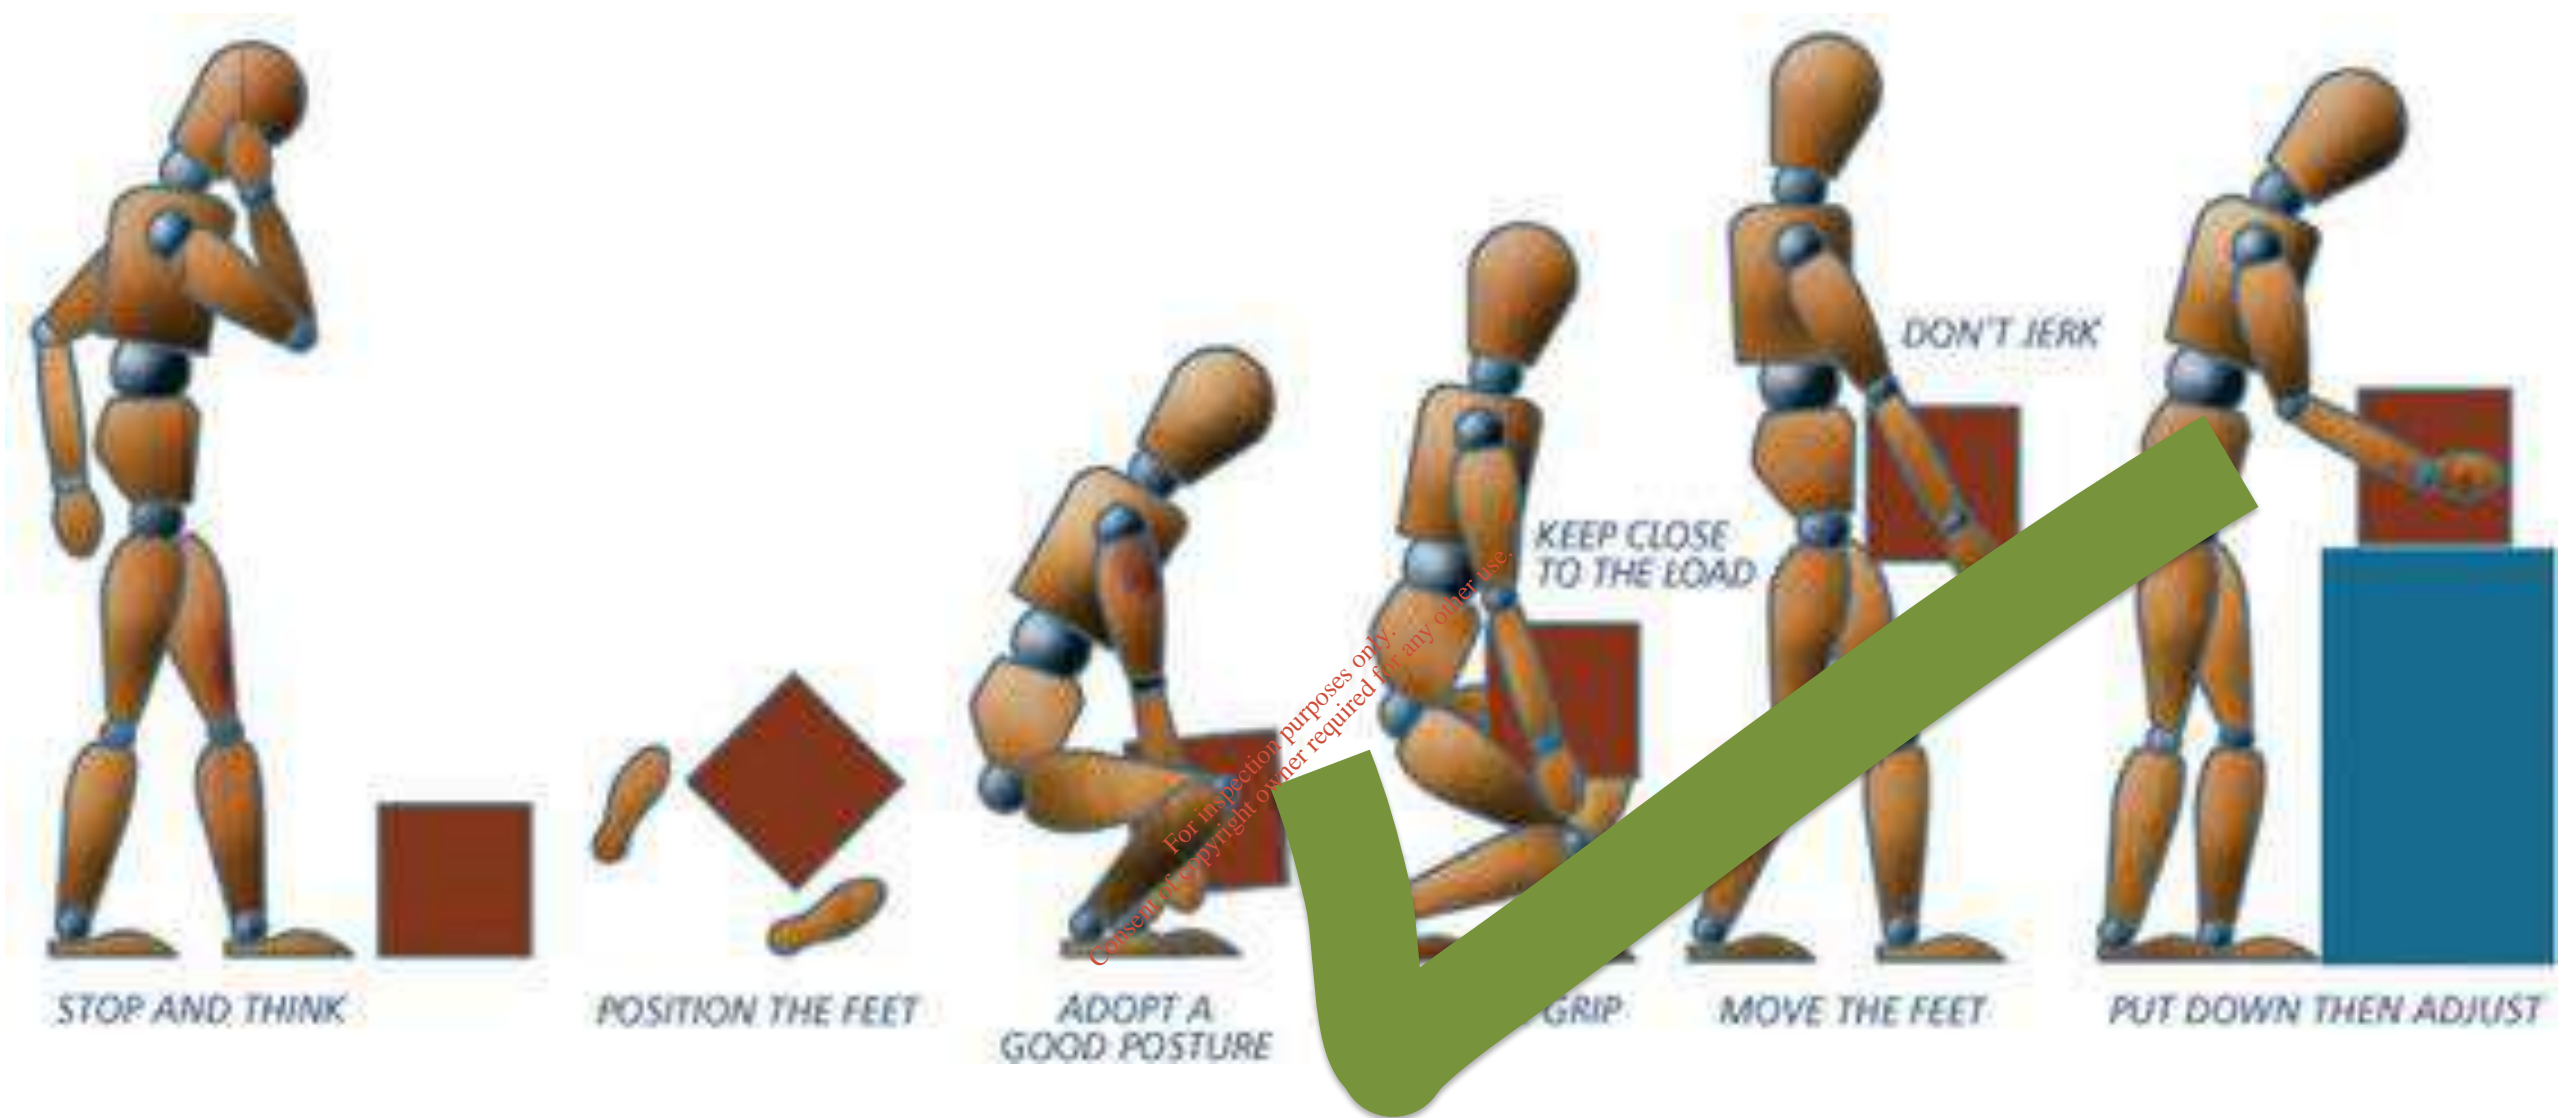 DON'T JERK
KEEP CLOSE
TO THE LOAD
For inspection purposes only.
Consent of copyright owner required for any other use.
STOP AND THINK
POSITION THE FEET
ADOPT A
GOOD POSTURE
GRIP
MOVE THE FEET
PUT DOWN THEN ADJUST